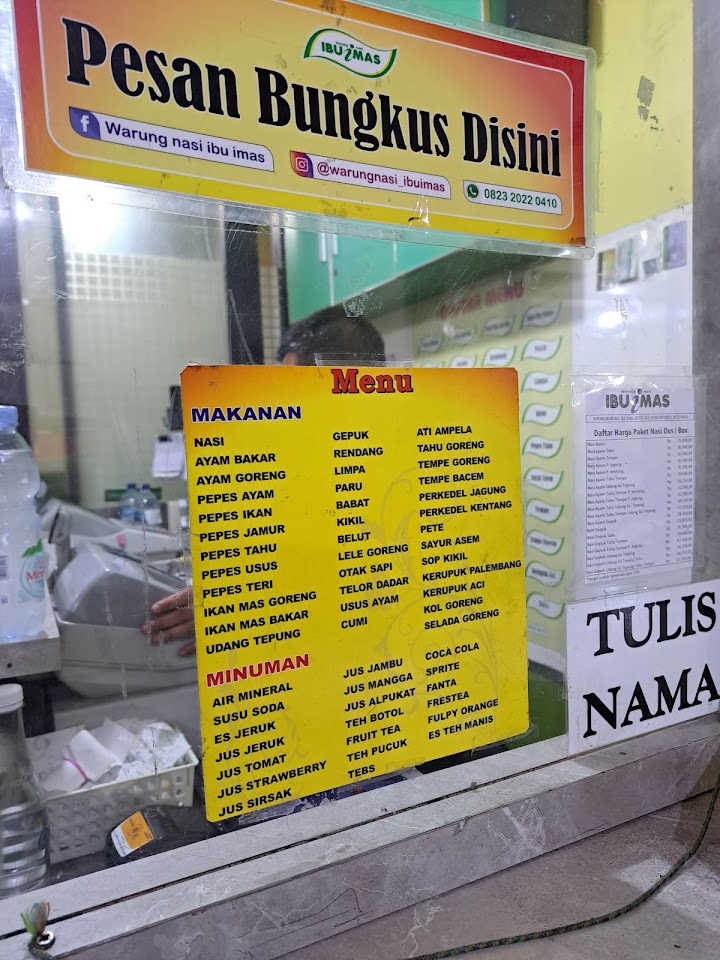 IBU IMAS
Pesan Bungkus Disini
Warung nasi ibu imas
@warungnasi_ibuimas
0823 2022 0410
Menu
MAKANAN
NASI
AYAM BAKAR
AYAM GORENG
PEPES AYAM
PEPES IKAN
PEPES JAMUR
PEPES TAHU
PEPES USUS
PEPES TERI
IKAN MAS GORENG
IKAN MAS BAKAR
UDANG TEPUNG
GEPUK
RENDANG
LIMPA
PARU
BABAT
KIKIL
BELUT
LELE GORENG
OTAK SAPI
TELOR DADAR
USUS AYAM
CUMI
ATI AMPELA
TAHU GORENG
TEMPE GORENG
TEMPE BACEM
PERKEDEL JAGUNG
PERKEDEL KENTANG
PETE
SAYUR ASEM
SOP KIKIL
KERUPUK PALEMBANG
KERUPUK ACI
KOL GORENG
SELADA GORENG
MINUMAN
AIR MINERAL
SUSU SODA
ES JERUK
JUS JERUK
JUS TOMAT
JUS STRAWBERRY
JUS SIRSAK
JUS JAMBU
JUS MANGGA
JUS ALPUKAT
TEH BOTOL
FRUIT TEA
TEH PUCUK
TEBS
COCA COLA
SPRITE
FANTA
FRESTEA
FULPY ORANGE
ES TEH MANIS
DAFTAR MENU
IBU IMAS
Daftar Harga Paket Nasi Dus / Box
TULIS
NAMA